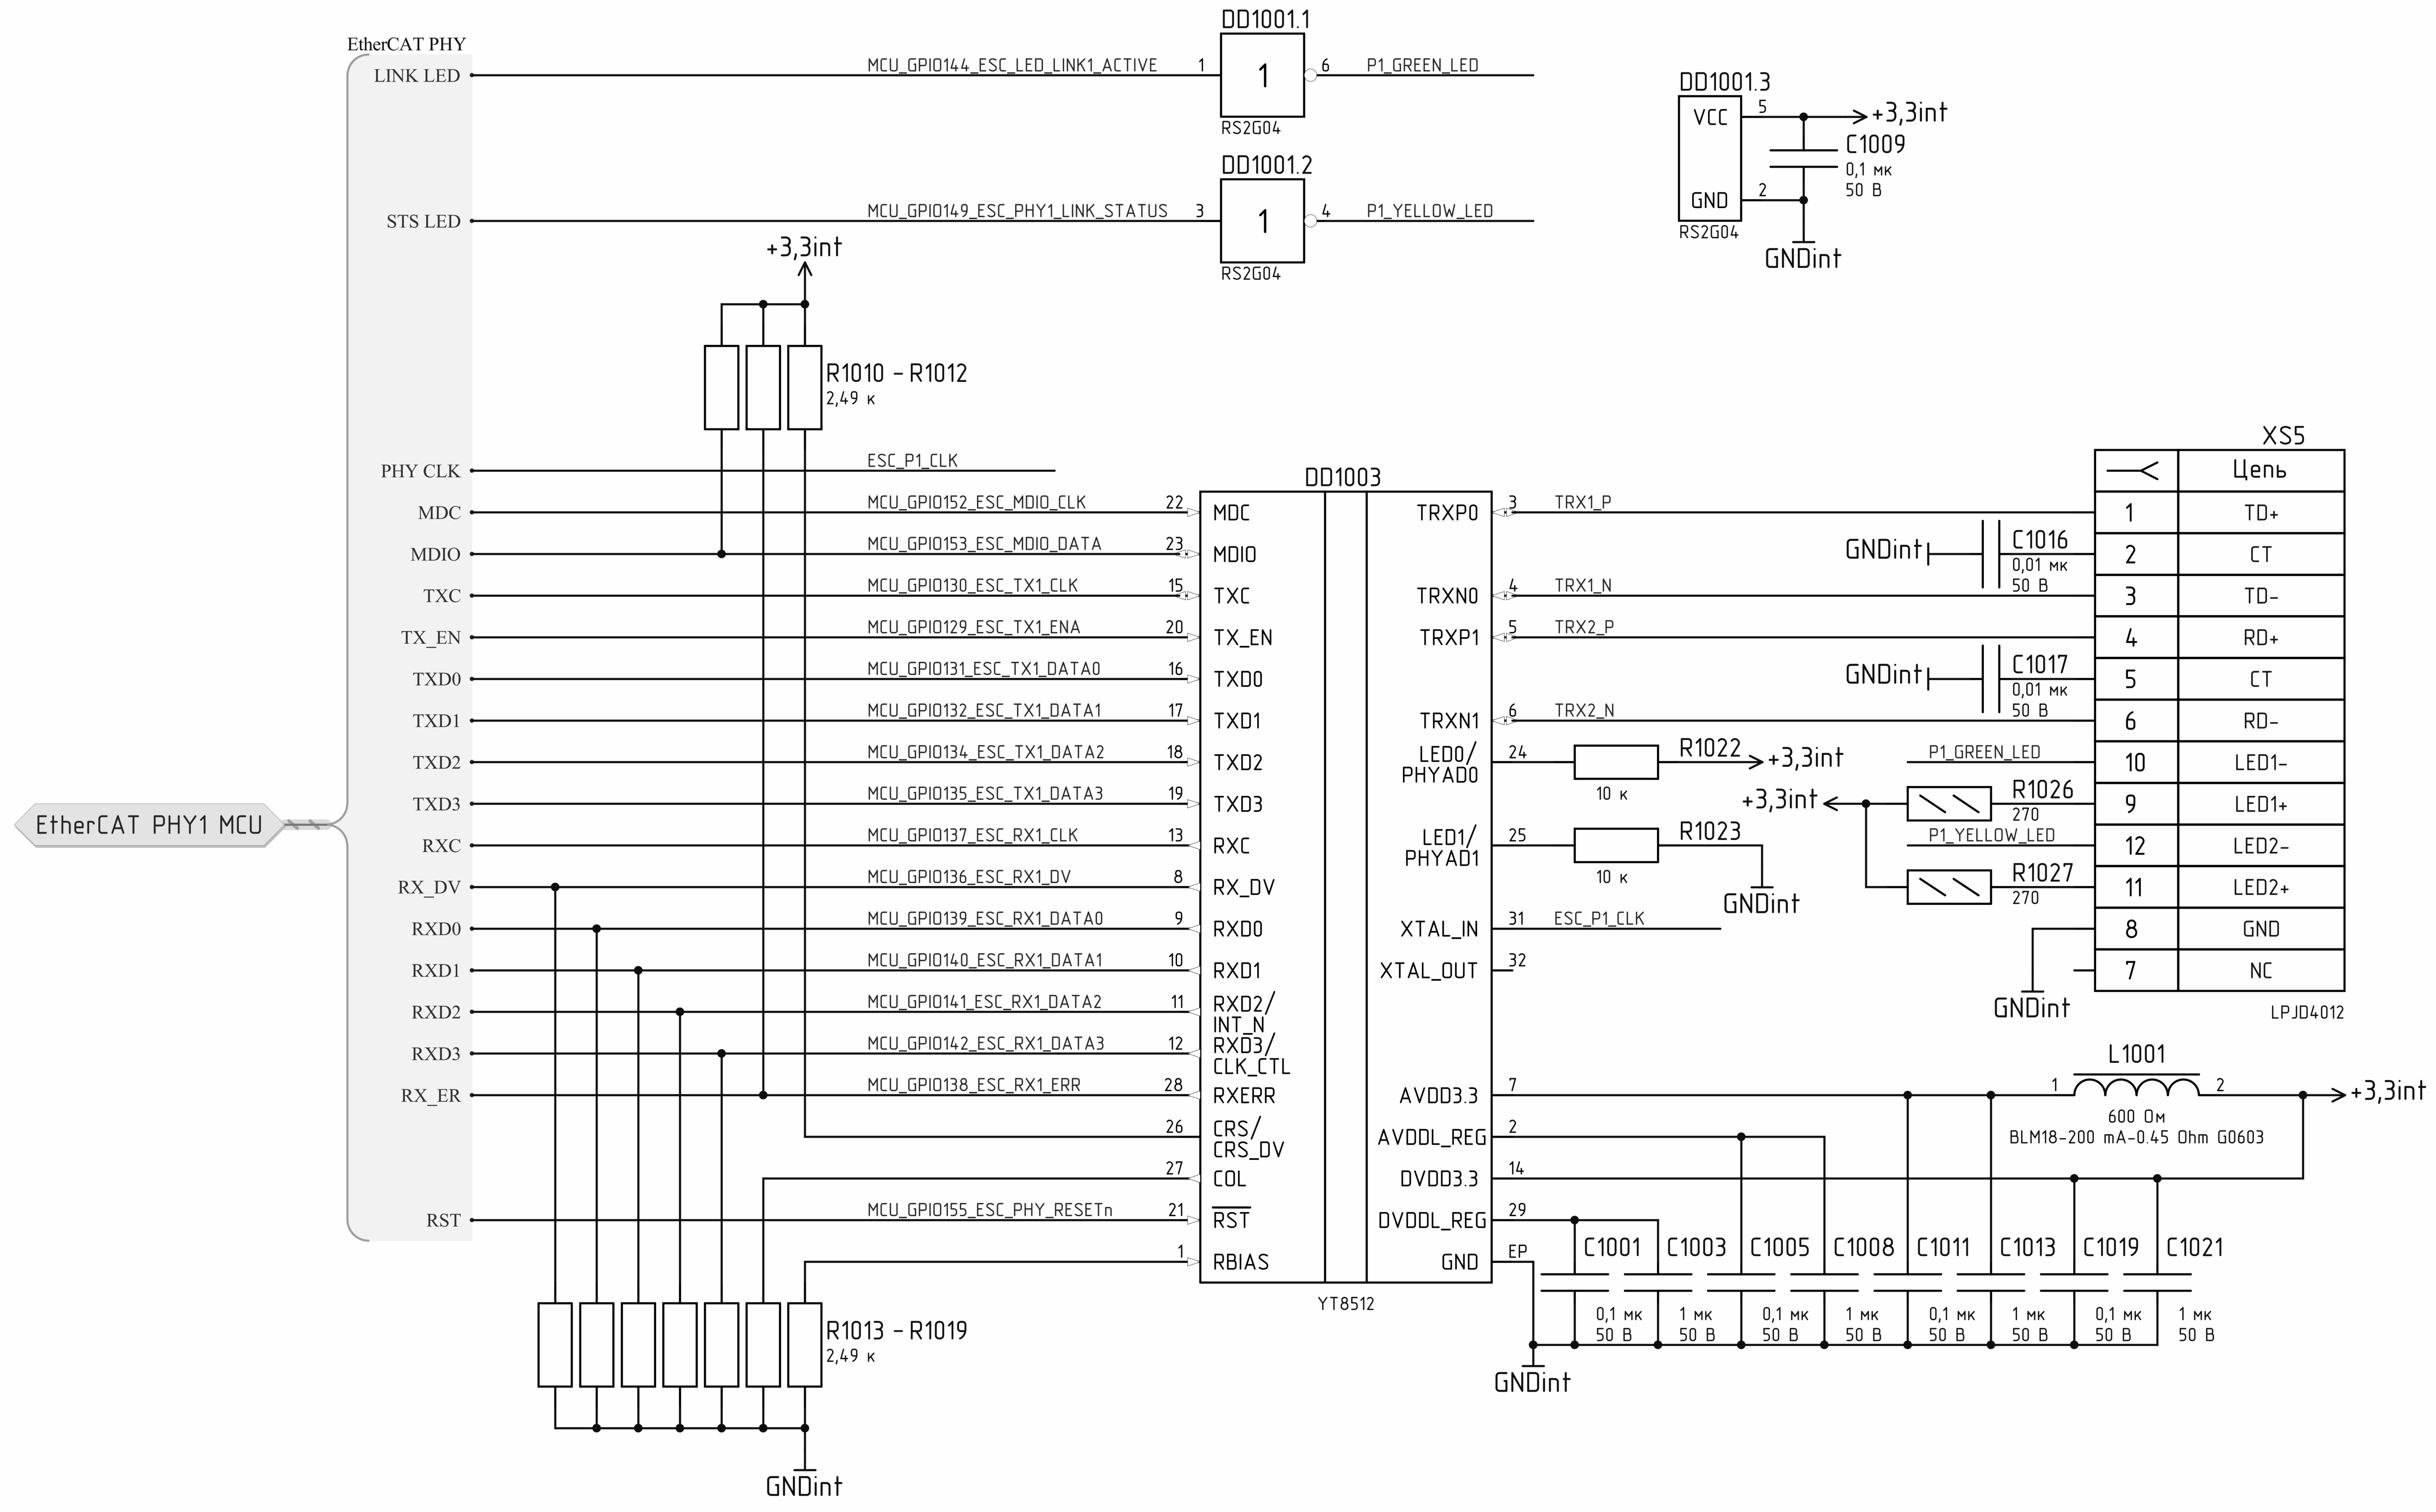 EtherCAT PHY1 MCU
EtherCAT PHY
LINK LED
STS LED
PHY CLK
MDC
MDIO
TXC
TX_EN
TXD0
TXD1
TXD2
TXD3
RXC
RX_DV
RXD0
RXD1
RXD2
RXD3
RX_ER
RST
MCU_GPIO144_ESC_LED_LINK1_ACTIVE
1
DD1001.1
1
RS2G04
6
P1_GREEN_LED
MCU_GPIO149_ESC_PHY1_LINK_STATUS
3
DD1001.2
1
RS2G04
4
P1_YELLOW_LED
DD1001.3
VCC
5
GND
2
RS2G04
+3,3int
C1009
0,1 мк
50 В
GNDint
+3,3int
R1010 - R1012
2,49 к
ESC_P1_CLK
MCU_GPIO152_ESC_MDIO_CLK
22
MCU_GPIO153_ESC_MDIO_DATA
23
MCU_GPIO130_ESC_TX1_CLK
15
MCU_GPIO129_ESC_TX1_ENA
20
MCU_GPIO131_ESC_TX1_DATA0
16
MCU_GPIO132_ESC_TX1_DATA1
17
MCU_GPIO134_ESC_TX1_DATA2
18
MCU_GPIO135_ESC_TX1_DATA3
19
MCU_GPIO137_ESC_RX1_CLK
13
MCU_GPIO136_ESC_RX1_DV
8
MCU_GPIO139_ESC_RX1_DATA0
9
MCU_GPIO140_ESC_RX1_DATA1
10
MCU_GPIO141_ESC_RX1_DATA2
11
MCU_GPIO142_ESC_RX1_DATA3
12
MCU_GPIO138_ESC_RX1_ERR
28
26
27
MCU_GPIO155_ESC_PHY_RESETn
21
1
R1013 - R1019
2,49 к
GNDint
DD1003
MDC
MDIO
TXC
TX_EN
TXD0
TXD1
TXD2
TXD3
RXC
RX_DV
RXD0
RXD1
RXD2/
INT_N
RXD3/
CLK_CTL
RXERR
CRS/
CRS_DV
COL
RST
RBIAS
TRXP0
TRXN0
TRXP1
TRXN1
LED0/
PHYAD0
LED1/
PHYAD1
XTAL_IN
XTAL_OUT
AVDD3.3
AVDDL_REG
DVDD3.3
DVDDL_REG
GND
YT8512
3
TRX1_P
4
TRX1_N
5
TRX2_P
6
TRX2_N
24
R1022
10 к
+3,3int
25
R1023
10 к
GNDint
31
ESC_P1_CLK
32
7
2
14
29
EP
GNDint
C1016
0,01 мк
50 В
GNDint
C1017
0,01 мк
50 В
P1_GREEN_LED
+3,3int
R1026
270
P1_YELLOW_LED
R1027
270
GNDint
XS5
Цепь
1
TD+
2
CT
3
TD-
4
RD+
5
CT
6
RD-
10
LED1-
9
LED1+
12
LED2-
11
LED2+
8
GND
7
NC
LPJD4012
L1001
1
2
600 Ом
BLM18-200 mA-0.45 Ohm G0603
+3,3int
C1001
0,1 мк
50 В
C1003
1 мк
50 В
C1005
0,1 мк
50 В
C1008
1 мк
50 В
C1011
0,1 мк
50 В
C1013
1 мк
50 В
C1019
0,1 мк
50 В
C1021
1 мк
50 В
GNDint